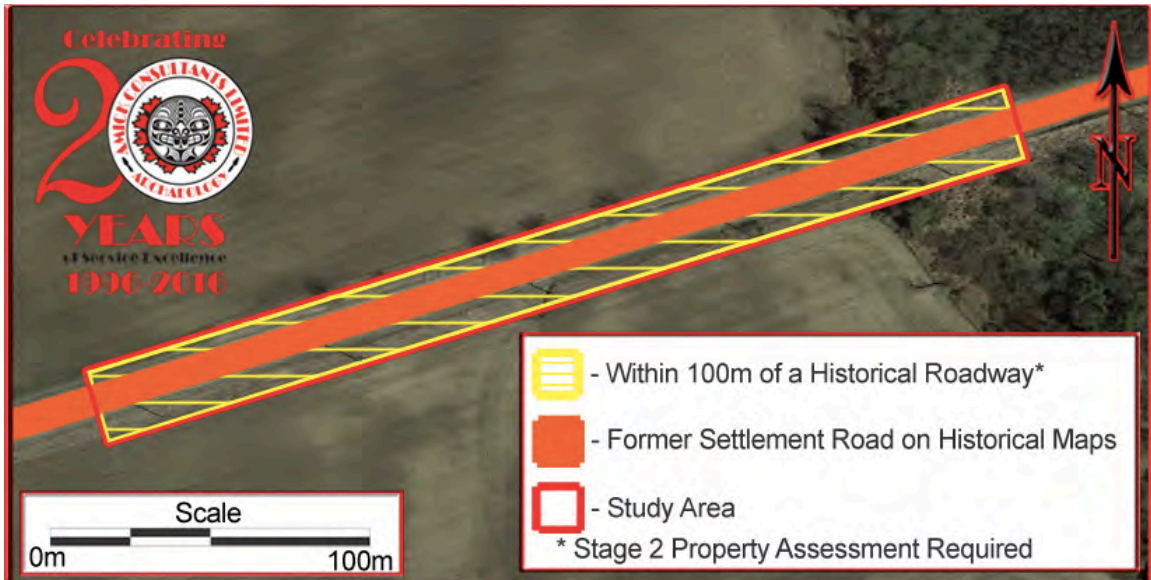 Celebrating
20
AMICK CONSULTANTS LIMITED
ARCHAEOLOGY
YEARS
of Service Excellence
1996-2016
N
- Within 100m of a Historical Roadway*
- Former Settlement Road on Historical Maps
- Study Area
* Stage 2 Property Assessment Required
Scale
0m 100m